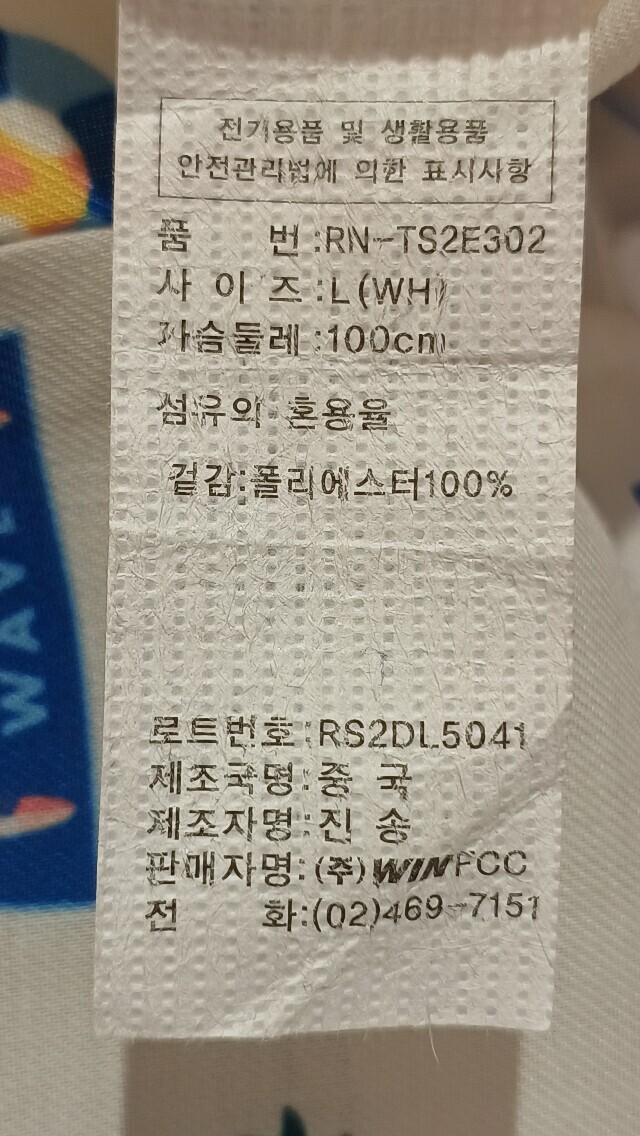 전기용품 및 생활용품
안전관리법에 의한 표시사항
품 번:RN-TS2E302
사 이 즈:L(WH)
가슴둘레:100cm
섬유의 혼용율
겉감:폴리에스터100%
로트번호:RS2DL5041
제조국명:중 국
제조자명:진 송
판매자명:(주)WINFCC
전 화:(02)469-7151
WAVE